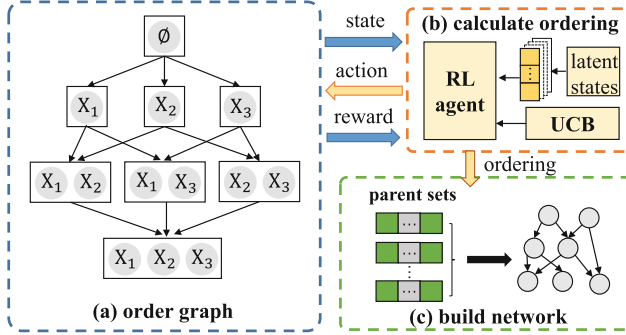 ∅
X₁ X₂ X₃
X₁ X₂ X₁ X₃ X₂ X₃
X₁ X₂ X₃
(a) order graph
state
action
reward
(b) calculate ordering
RL
agent
...
latent
states
UCB
ordering
parent sets
...
...
...
...
(c) build network